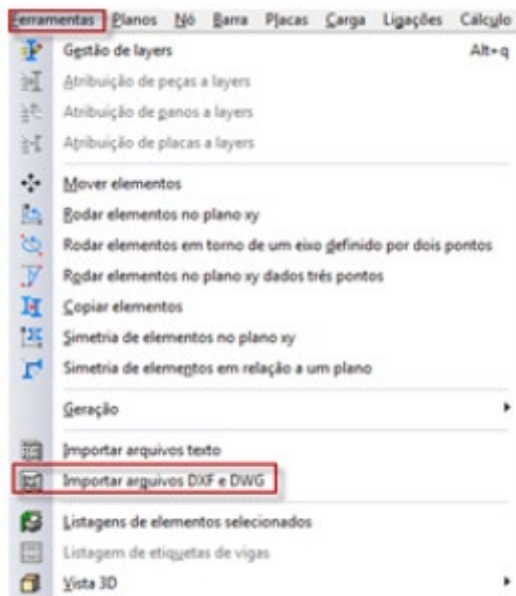 Ferramentas Planos Nó Barra Placas Carga Ligações Cálculo
Gestão de layers Alt+q
Atribuição de peças a layers
Atribuição de panos a layers
Atribuição de placas a layers
Mover elementos
Rodar elementos no plano xy
Rodar elementos em torno de um eixo definido por dois pontos
Rodar elementos no plano xy dados três pontos
Copiar elementos
Simetria de elementos no plano xy
Simetria de elementos em relação a um plano
Geração
Importar arquivos texto
Importar arquivos DXF e DWG
Listagens de elementos selecionados
Listagem de etiquetas de vigas
Vista 3D